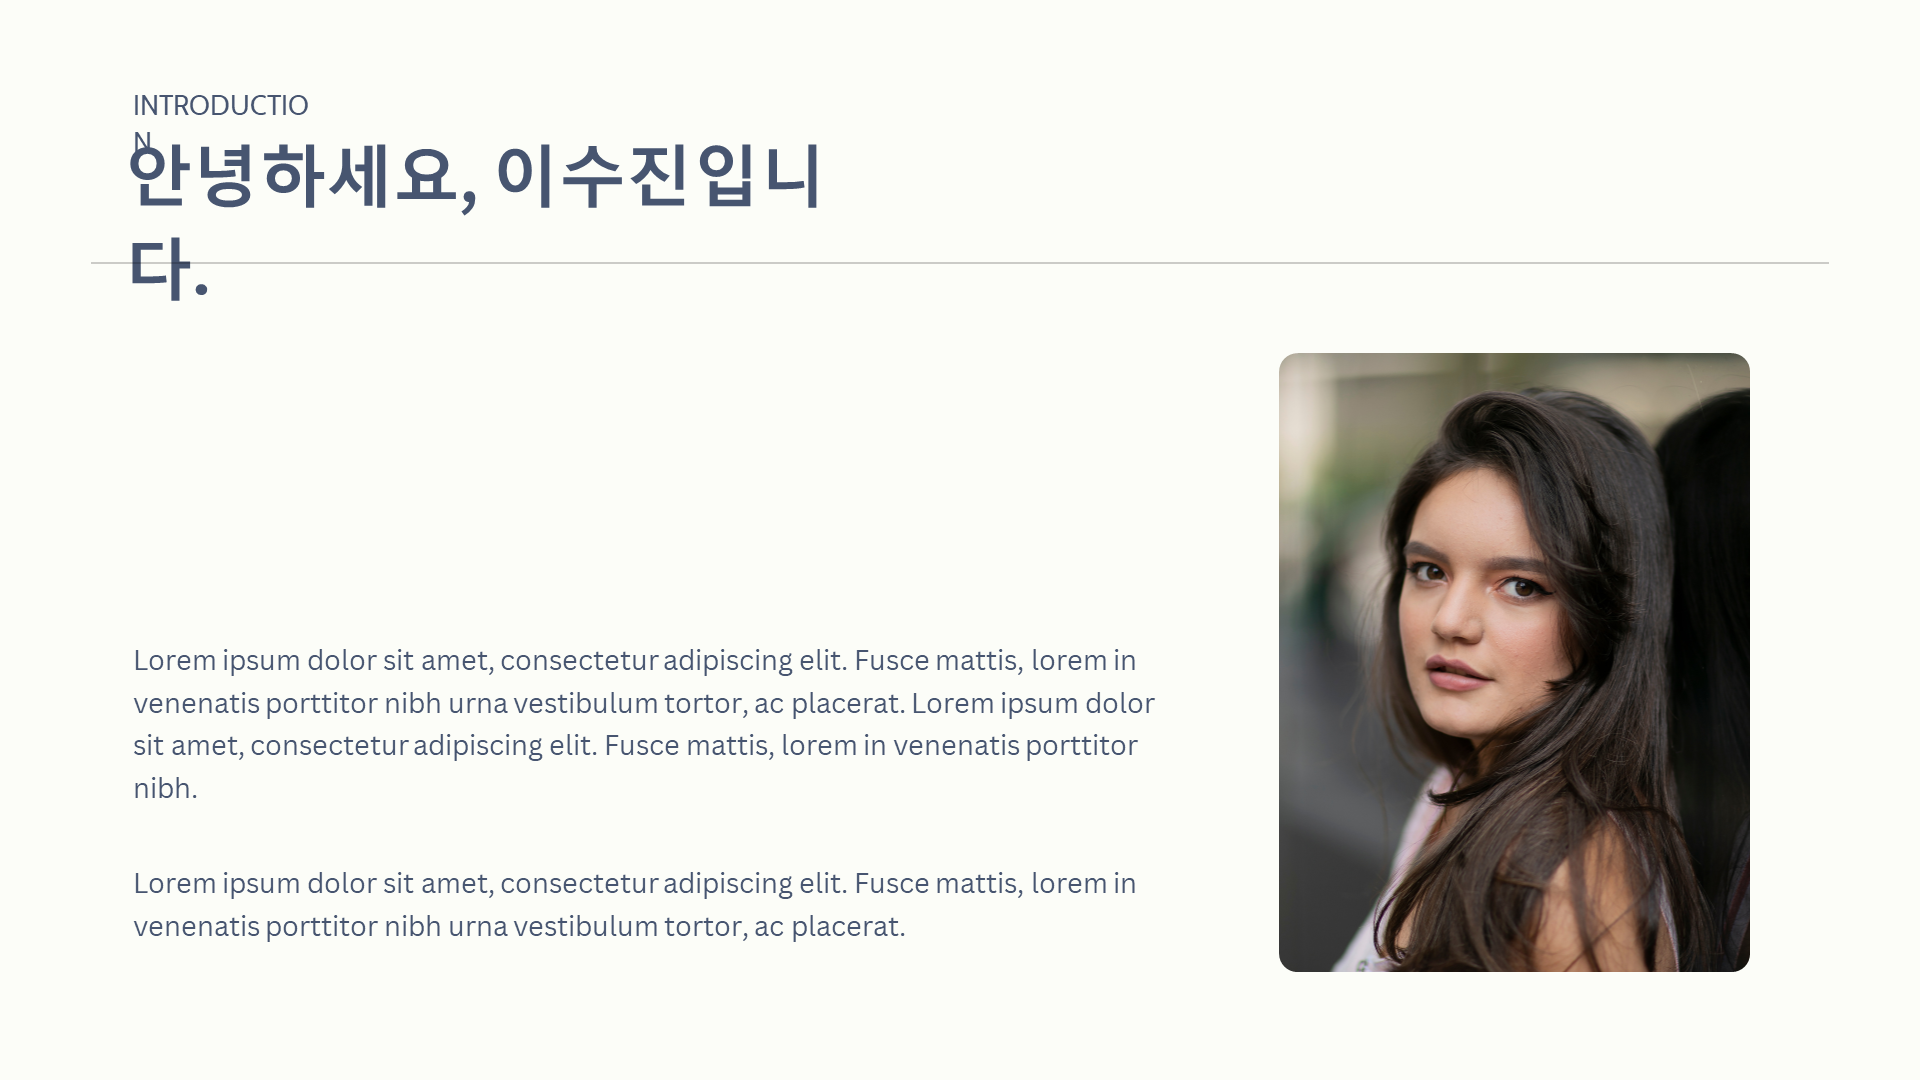 INTRODUCTIO
N
안녕하세요, 이수진입니
다.
Lorem ipsum dolor sit amet, consectetur adipiscing elit. Fusce mattis, lorem in
venenatis porttitor nibh urna vestibulum tortor, ac placerat. Lorem ipsum dolor
sit amet, consectetur adipiscing elit. Fusce mattis, lorem in venenatis porttitor
nibh.
Lorem ipsum dolor sit amet, consectetur adipiscing elit. Fusce mattis, lorem in
venenatis porttitor nibh urna vestibulum tortor, ac placerat.